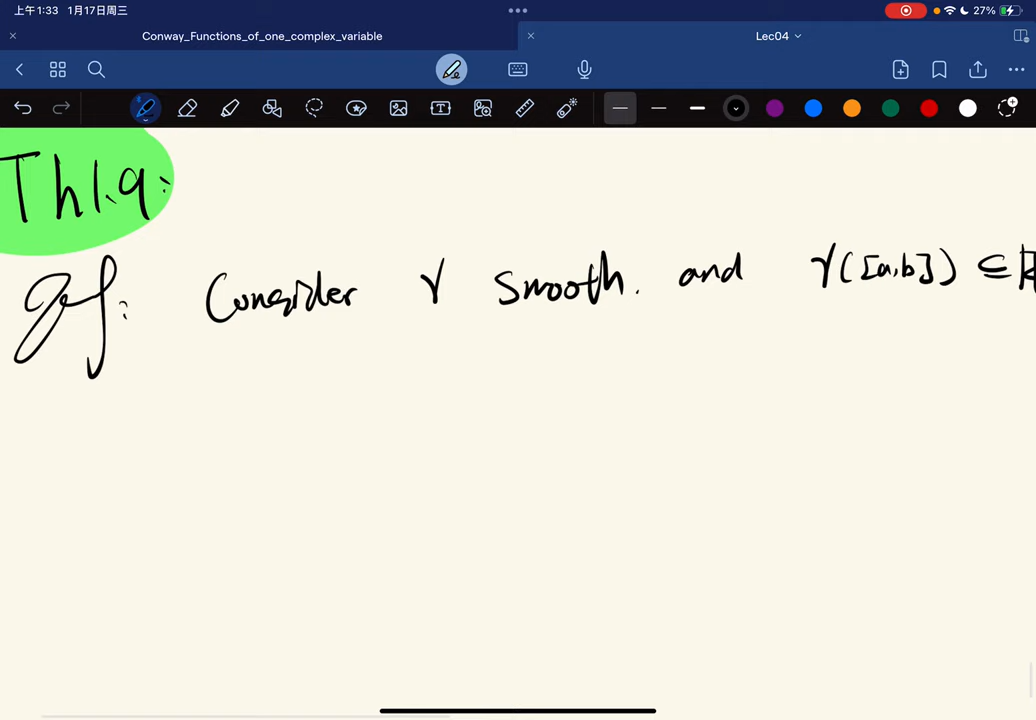 上午1:33 1月17日周三
27%
Conway_Functions_of_one_complex_variable
Lec04
Th1.9:
pf: Consider γ smooth. and γ([a,b]) ⊆ R